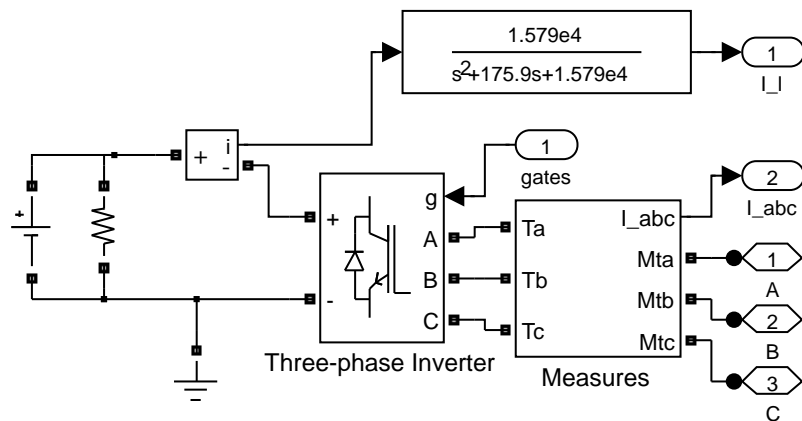 1.579e4
s2+175.9s+1.579e4
1
I_I
i
+
-
1
gates
2
I_abc
+
+
-
g
A
B
C
Three-phase Inverter
Ta
Tb
Tc
I_abc
Mta
Mtb
Mtc
Measures
1
A
2
B
3
C